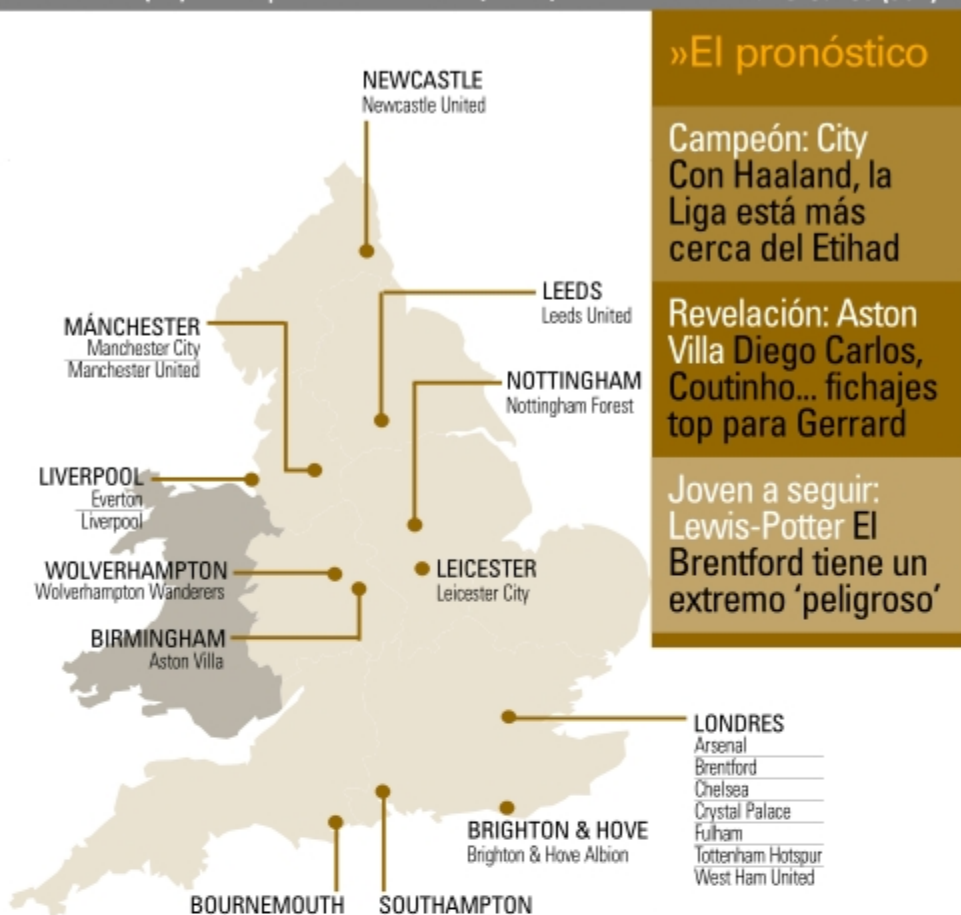 NEWCASTLE
Newcastle United
LEEDS
Leeds United
MÁNCHESTER
Manchester City
Manchester United
NOTTINGHAM
Nottingham Forest
LIVERPOOL
Everton
Liverpool
WOLVERHAMPTON
Wolverhampton Wanderers
LEICESTER
Leicester City
BIRMINGHAM
Aston Villa
LONDRES
Arsenal
Brentford
Chelsea
Crystal Palace
Fulham
Tottenham Hotspur
West Ham United
BRIGHTON & HOVE
Brighton & Hove Albion
BOURNEMOUTH
SOUTHAMPTON
»El pronóstico
Campeón: City
Con Haaland, la
Liga está más
cerca del Etihad
Revelación: Aston
Villa Diego Carlos,
Coutinho... fichajes
top para Gerrard
Joven a seguir:
Lewis-Potter El
Brentford tiene un
extremo ‘peligroso’